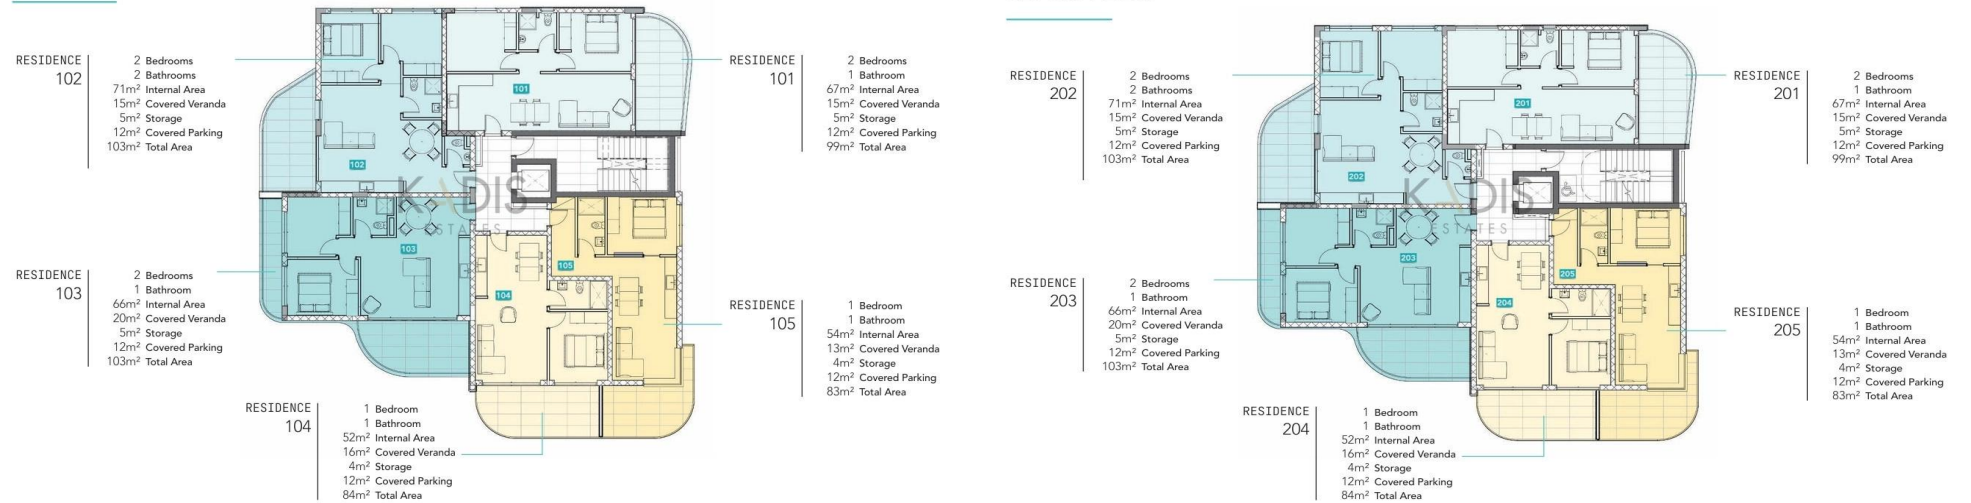 RESIDENCE
102
2 Bedrooms
2 Bathrooms
71m² Internal Area
15m² Covered Veranda
5m² Storage
12m² Covered Parking
103m² Total Area
RESIDENCE
101
2 Bedrooms
1 Bathroom
67m² Internal Area
15m² Covered Veranda
5m² Storage
12m² Covered Parking
99m² Total Area
RESIDENCE
103
2 Bedrooms
1 Bathroom
66m² Internal Area
20m² Covered Veranda
5m² Storage
12m² Covered Parking
103m² Total Area
RESIDENCE
105
1 Bedroom
1 Bathroom
54m² Internal Area
13m² Covered Veranda
4m² Storage
12m² Covered Parking
83m² Total Area
RESIDENCE
104
1 Bedroom
1 Bathroom
52m² Internal Area
16m² Covered Veranda
4m² Storage
12m² Covered Parking
84m² Total Area
101
102
103
105
104
KADIS
ESTATES
RESIDENCE
202
2 Bedrooms
2 Bathrooms
71m² Internal Area
15m² Covered Veranda
5m² Storage
12m² Covered Parking
103m² Total Area
RESIDENCE
201
2 Bedrooms
1 Bathroom
67m² Internal Area
15m² Covered Veranda
5m² Storage
12m² Covered Parking
99m² Total Area
RESIDENCE
203
2 Bedrooms
1 Bathroom
66m² Internal Area
20m² Covered Veranda
5m² Storage
12m² Covered Parking
103m² Total Area
RESIDENCE
205
1 Bedroom
1 Bathroom
54m² Internal Area
13m² Covered Veranda
4m² Storage
12m² Covered Parking
83m² Total Area
RESIDENCE
204
1 Bedroom
1 Bathroom
52m² Internal Area
16m² Covered Veranda
4m² Storage
12m² Covered Parking
84m² Total Area
201
202
203
205
204
KADIS
ESTATES